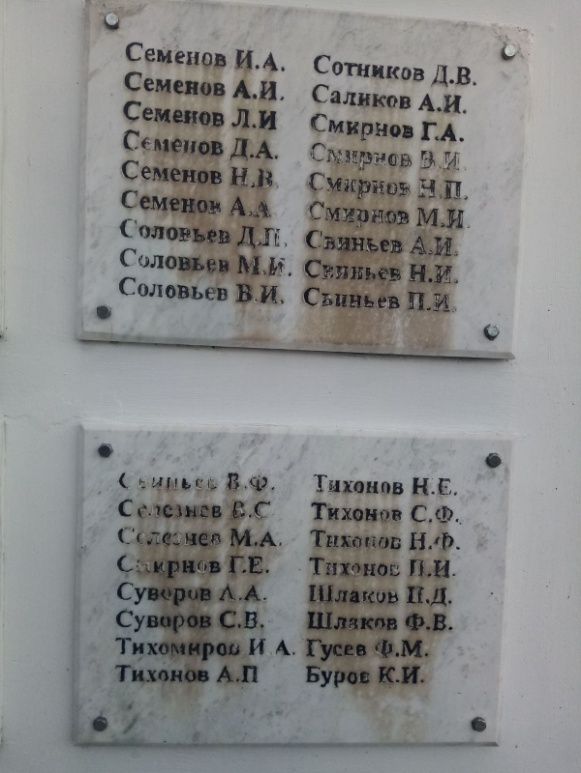 Семенов И.А.
Семенов А.И.
Семенов Л.И
Семенов Д.А.
Семенов Н.В.
Семенов А.А
Соловьев Д.П.
Соловьев М.И.
Соловьев В.И.
Сотников Д.В.
Саликов А.И.
Смирнов Г.А.
Смирнов В.И.
Смирнов Н.П.
Смирнов М.И.
Свиньев А.И.
Свиньев Н.И.
Свиньев П.И.
Свиньев В.Ф.
Селезнев В.С
Селезнев М.А.
Смирнов Г.Е.
Суворов А.А.
Суворов С.В.
Тихомиров И А.
Тихонов А.П
Тихонов Н.Е.
Тихонов С.Ф.
Тихонов Н.Ф.
Тихонов П.И.
Шлаков П.Д.
Шлаков Ф.В.
Гусев Ф.М.
Буров К.И.